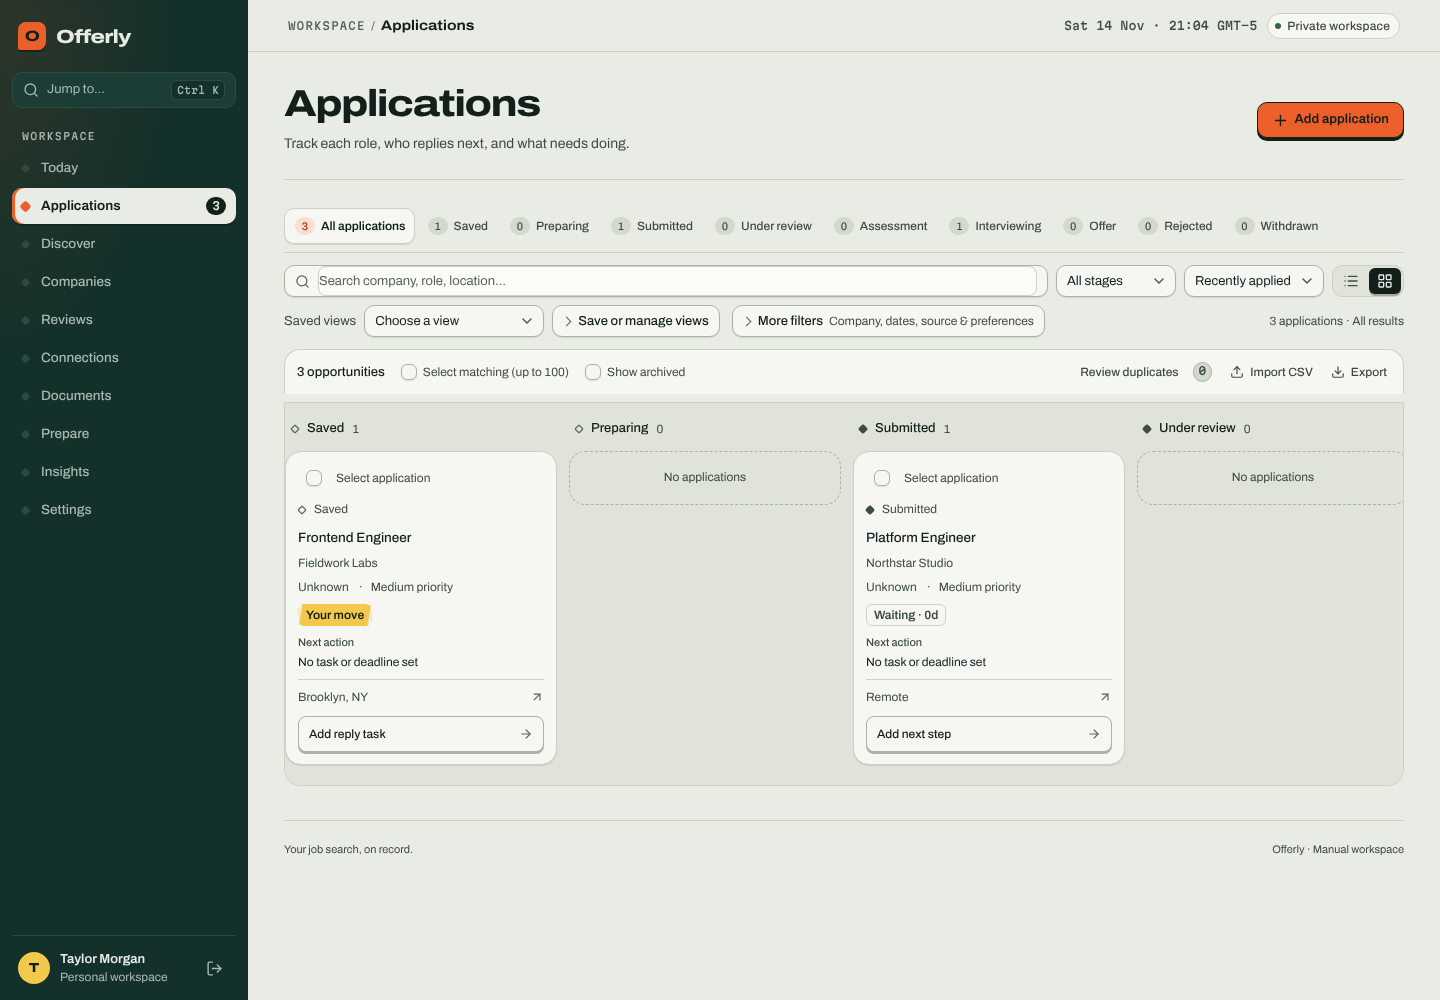 O Offerly
Jump to... Ctrl K
WORKSPACE
Today
Applications 3
Discover
Companies
Reviews
Connections
Documents
Prepare
Insights
Settings
T Taylor Morgan
Personal workspace
WORKSPACE / Applications
Sat 14 Nov · 21:04 GMT-5 Private workspace
Applications
Track each role, who replies next, and what needs doing.
Add application
3 All applications 1 Saved 0 Preparing 1 Submitted 0 Under review 0 Assessment 1 Interviewing 0 Offer 0 Rejected 0 Withdrawn
Search company, role, location... All stages Recently applied
Saved views Choose a view Save or manage views More filters Company, dates, source & preferences 3 applications · All results
3 opportunities Select matching (up to 100) Show archived Review duplicates 0 Import CSV Export
Saved 1
Select application
Saved
Frontend Engineer
Fieldwork Labs
Unknown · Medium priority
Your move
Next action
No task or deadline set
Brooklyn, NY
Add reply task
Preparing 0
No applications
Submitted 1
Select application
Submitted
Platform Engineer
Northstar Studio
Unknown · Medium priority
Waiting · 0d
Next action
No task or deadline set
Remote
Add next step
Under review 0
No applications
Your job search, on record.
Offerly · Manual workspace